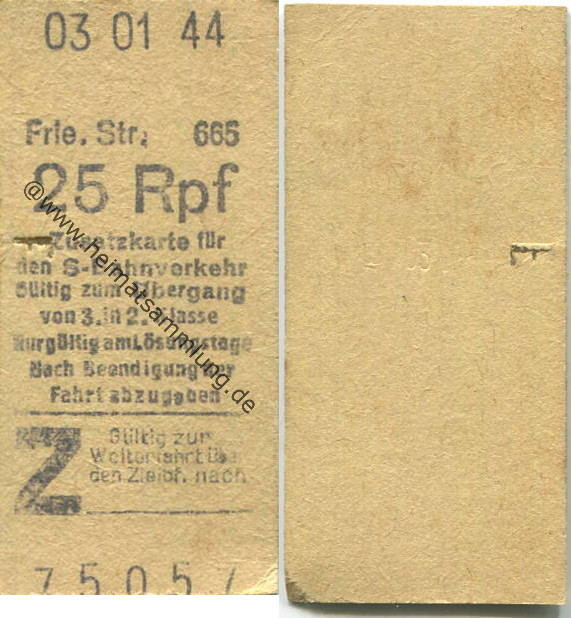 03 01 44
Frie. Str. 665
25 Rpf
Zusatzkarte für
den S-Bahnverkehr
Gültig zum Übergang
von 3. in 2. Klasse
Nur gültig am Lösungstage
Nach Beendigung der
Fahrt abzugeben
Z
Gültig zur
Weiterfahrt über
den Zielbf. nach
75057
@www.heimatsammlung.de